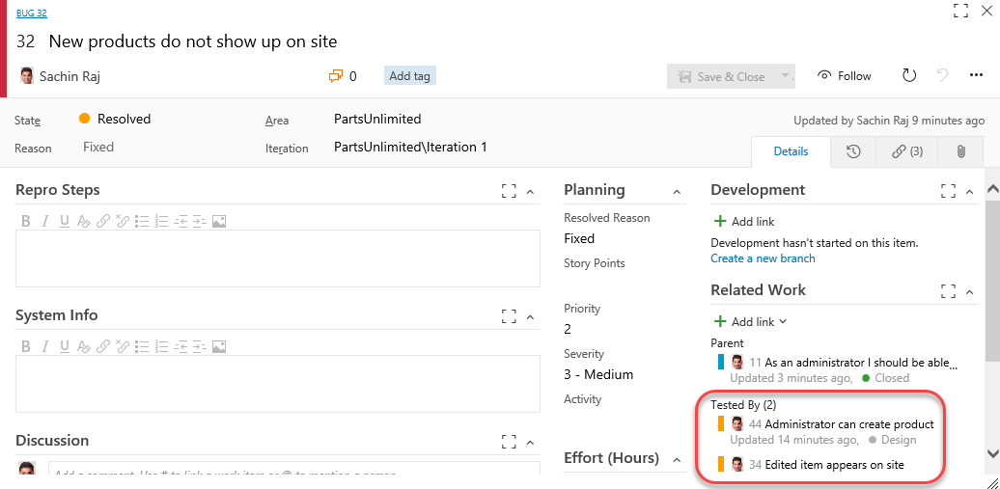 BUG 32
32 New products do not show up on site
Sachin Raj
0
Add tag
Save & Close
Follow
State
Resolved
Area
PartsUnlimited
Updated by Sachin Raj 9 minutes ago
Reason
Fixed
Iteration
PartsUnlimited\Iteration 1
Details
(3)
Repro Steps
B I U
System Info
B I U
Discussion
Add a comment. Use # to link a work item or @ to mention a person.
Planning
Resolved Reason
Fixed
Story Points
Priority
2
Severity
3 - Medium
Activity
Effort (Hours)
Development
Add link
Development hasn't started on this item.
Create a new branch
Related Work
Add link
Parent
11 As an administrator I should be able...
Updated 3 minutes ago, Closed
Tested By (2)
44 Administrator can create product
Updated 14 minutes ago, Design
34 Edited item appears on site